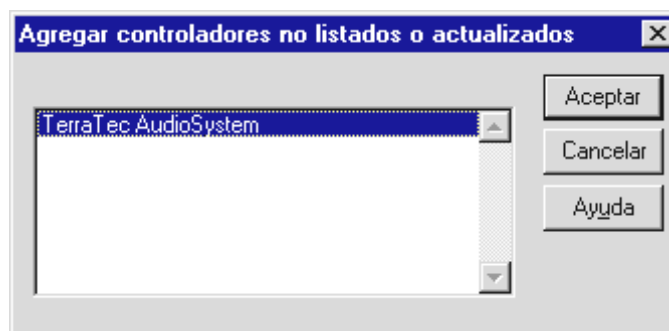 Agregar controladores no listados o actualizados
TerraTec AudioSystem
Aceptar
Cancelar
Ayuda